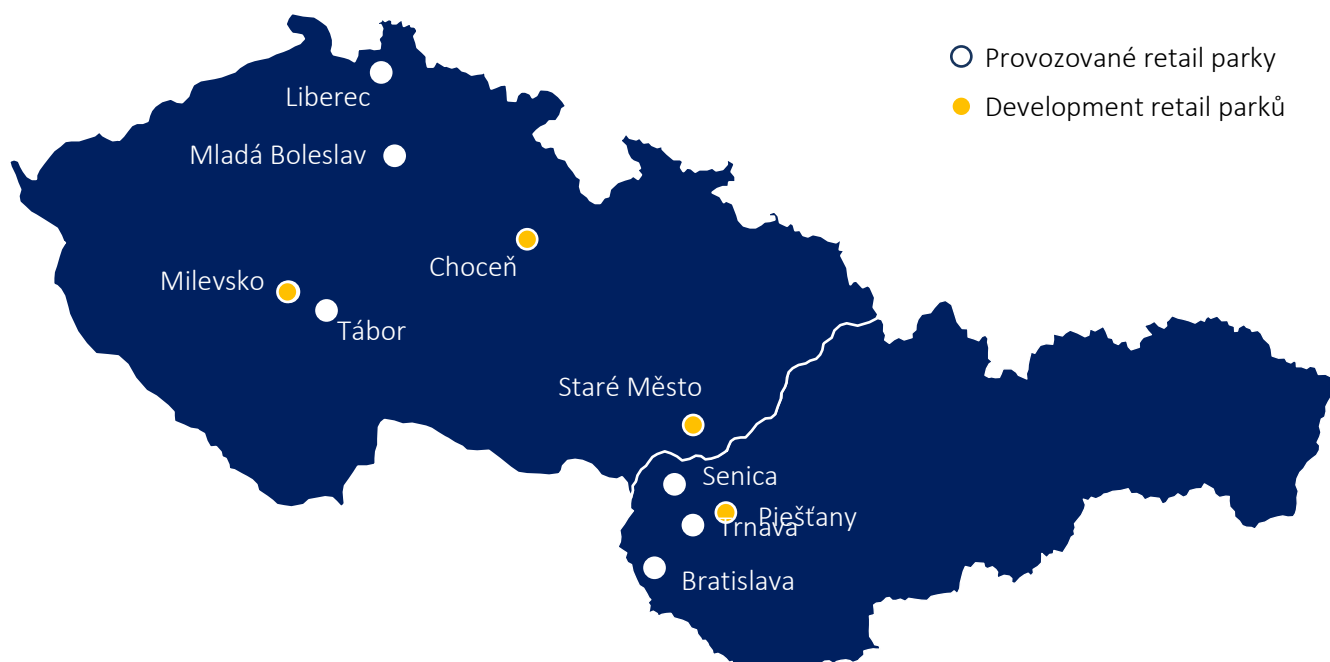 Provozované retail parky
Development retail parků
Liberec
Mladá Boleslav
Choceň
Milevsko
Tábor
Staré Město
Senica
Piešťany
Trnava
Bratislava